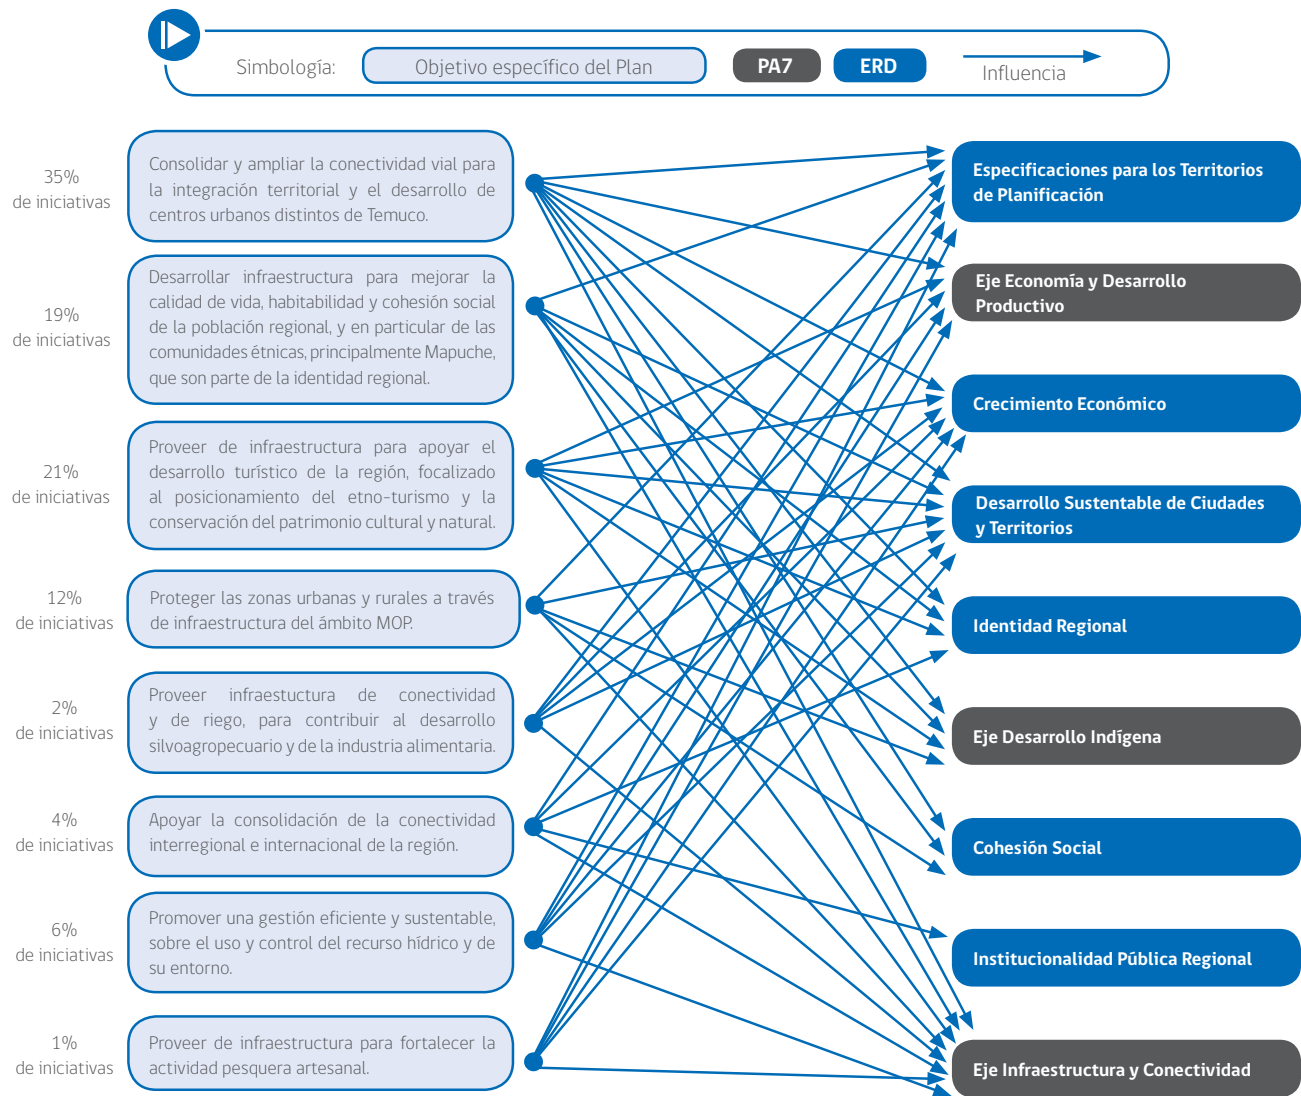 Simbología:
Objetivo específico del Plan
PA7
ERD
Influencia
35%
de iniciativas
Consolidar y ampliar la conectividad vial para
la integración territorial y el desarrollo de
centros urbanos distintos de Temuco.
19%
de iniciativas
Desarrollar infraestructura para mejorar la
calidad de vida, habitabilidad y cohesión social
de la población regional, y en particular de las
comunidades étnicas, principalmente Mapuche,
que son parte de la identidad regional.
21%
de iniciativas
Proveer de infraestructura para apoyar el
desarrollo turístico de la región, focalizado
al posicionamiento del etno-turismo y la
conservación del patrimonio cultural y natural.
12%
de iniciativas
Proteger las zonas urbanas y rurales a través
de infraestructura del ámbito MOP.
2%
de iniciativas
Proveer infraestuctura de conectividad
y de riego, para contribuir al desarrollo
silvoagropecuario y de la industria alimentaria.
4%
de iniciativas
Apoyar la consolidación de la conectividad
interregional e internacional de la región.
6%
de iniciativas
Promover una gestión eficiente y sustentable,
sobre el uso y control del recurso hídrico y de
su entorno.
1%
de iniciativas
Proveer de infraestructura para fortalecer la
actividad pesquera artesanal.
Especificaciones para los Territorios
de Planificación
Eje Economía y Desarrollo
Productivo
Crecimiento Económico
Desarrollo Sustentable de Ciudades
y Territorios
Identidad Regional
Eje Desarrollo Indígena
Cohesión Social
Institucionalidad Pública Regional
Eje Infraestructura y Conectividad